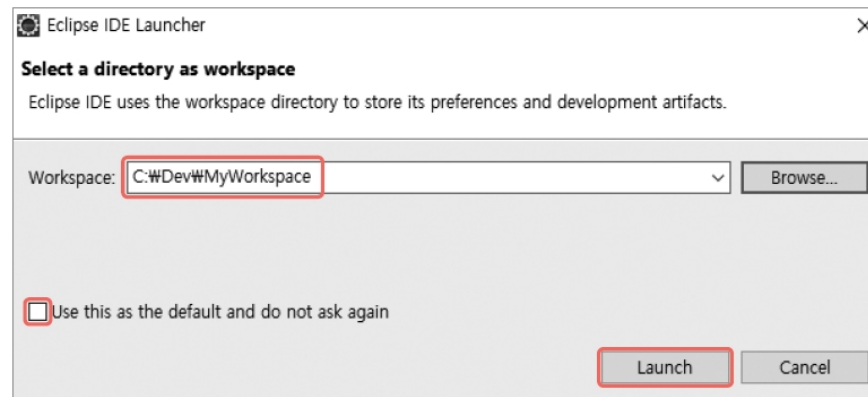 Eclipse IDE Launcher
Select a directory as workspace
Eclipse IDE uses the workspace directory to store its preferences and development artifacts.
Workspace: C:₩Dev₩MyWorkspace Browse...
Use this as the default and do not ask again
Launch Cancel